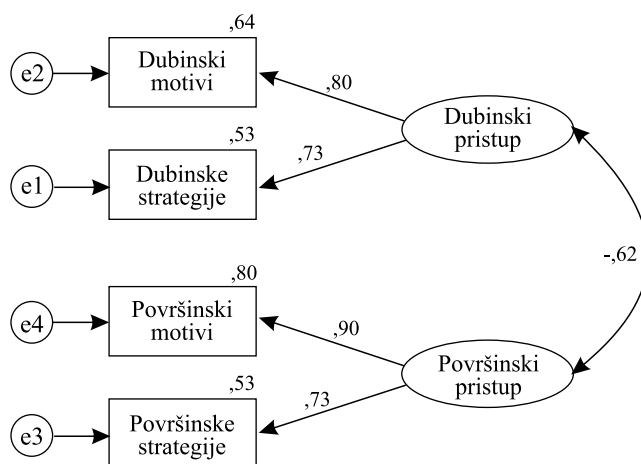 ,64
e2
Dubinski
motivi
,80
Dubinski
pristup
,53
e1
Dubinske
strategije
,73
-,62
,80
e4
Površinski
motivi
,90
Površinski
pristup
,53
e3
Površinske
strategije
,73